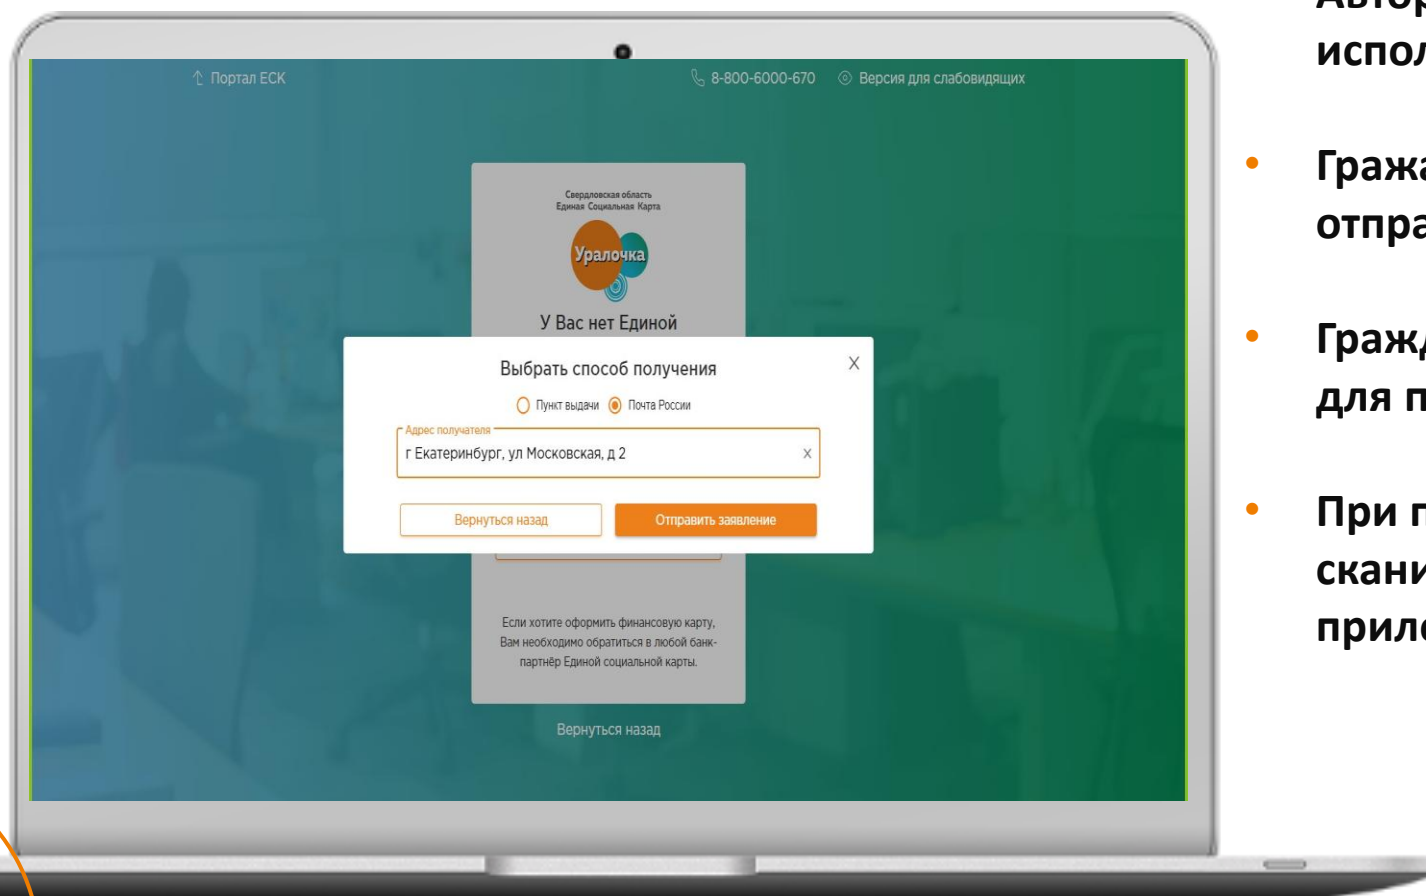 Портал ЕСК
8-800-6000-670
Версия для слабовидящих
Свердловская область
Единая Социальная Карта
Уралочка
У Вас нет Единой
Выбрать способ получения
X
Пункт выдачи
Почта России
Адрес получателя
г Екатеринбург, ул Московская, д 2
X
Вернуться назад
Отправить заявление
Если хотите оформить финансовую карту,
Вам необходимо обратиться в любой банк-
партнёр Единой социальной карты.
Вернуться назад
• При п
для п